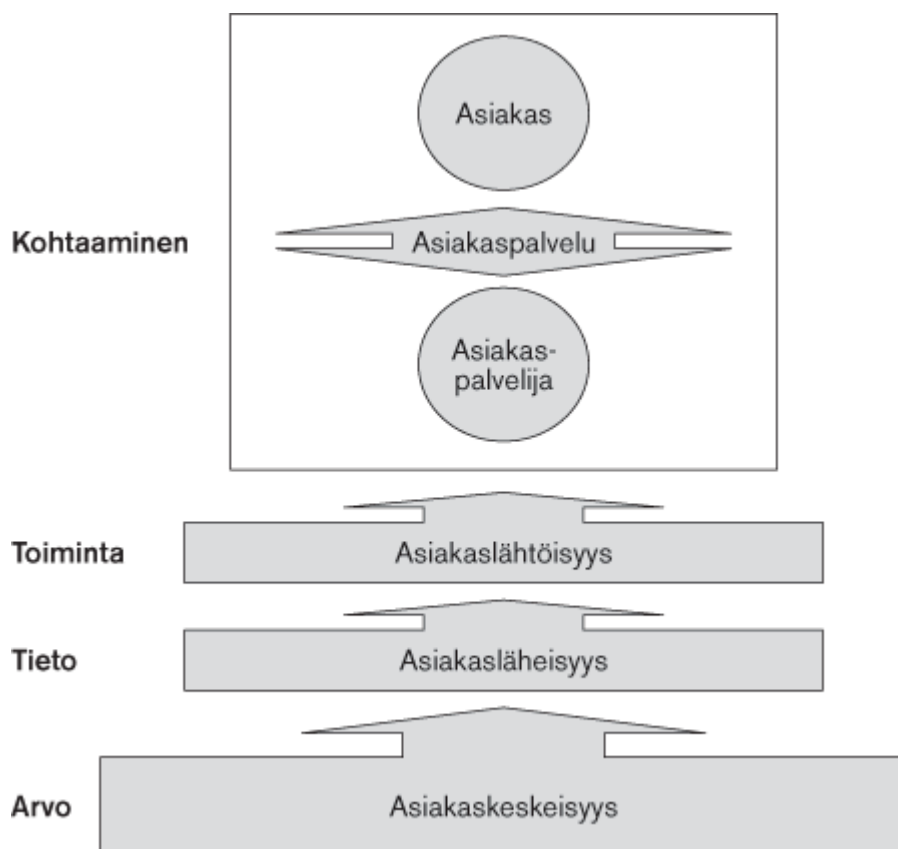 Asiakas
Kohtaaminen
Asiakaspalvelu
Asiakas-
palvelija
Toiminta
Asiakaslähtöisyys
Tieto
Asiakasläheisyys
Arvo
Asiakaskeskeisyys